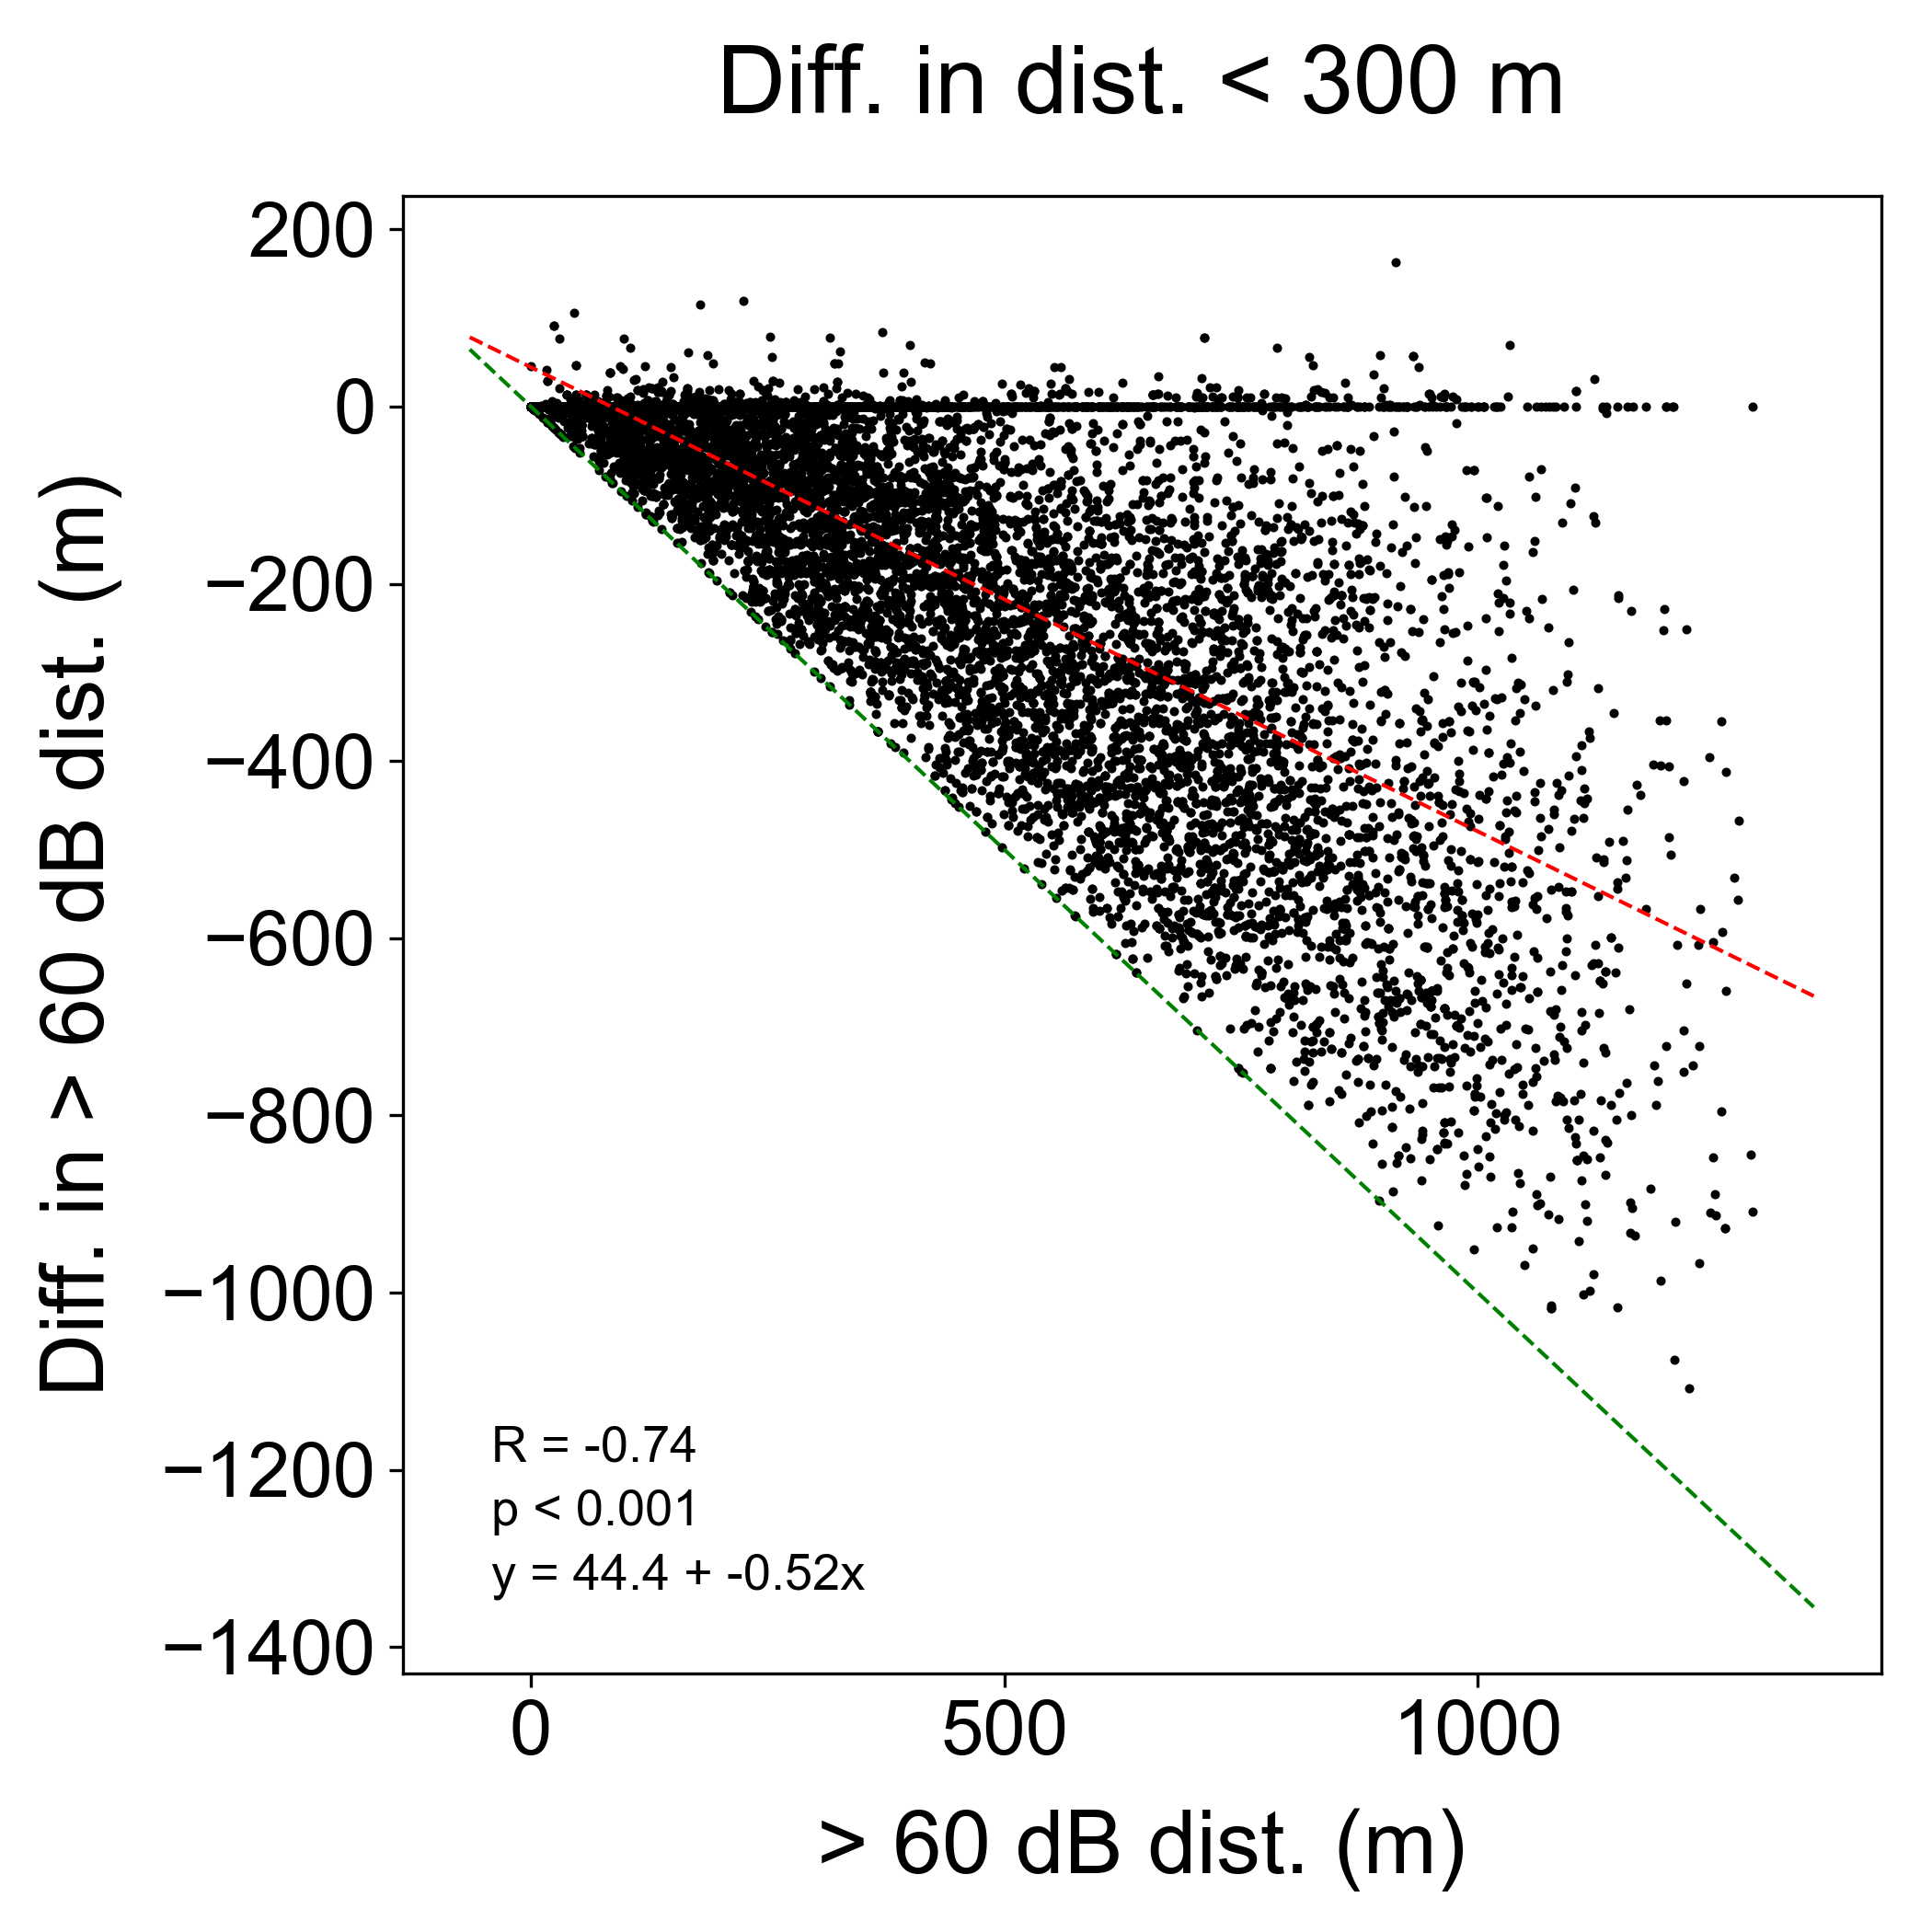 Diff. in dist. < 300 m
Diff. in > 60 dB dist. (m)
200
0
−200
−400
−600
−800
−1000
−1200
−1400
R = -0.74
p < 0.001
y = 44.4 + -0.52x
0 500 1000
> 60 dB dist. (m)